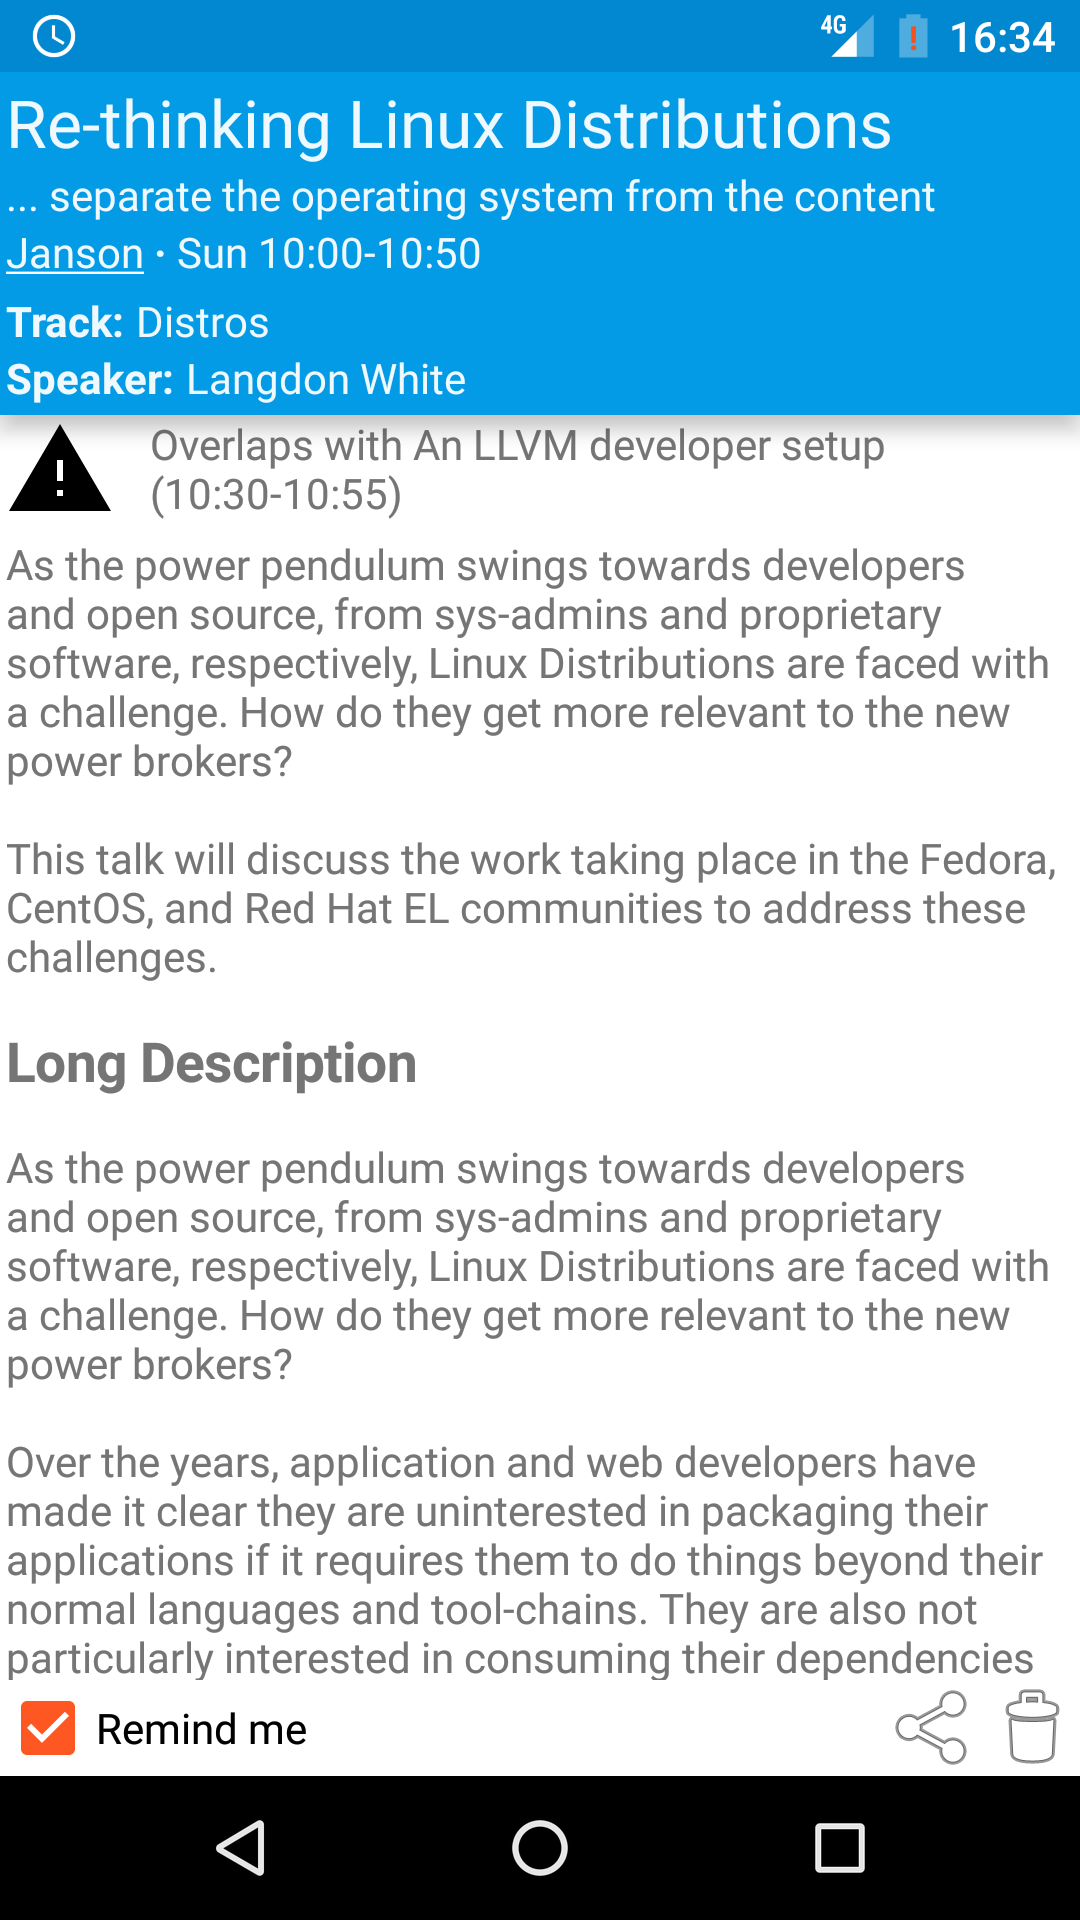 4G 16:34
Re-thinking Linux Distributions
... separate the operating system from the content
Janson · Sun 10:00-10:50
Track: Distros
Speaker: Langdon White
Overlaps with An LLVM developer setup
(10:30-10:55)
As the power pendulum swings towards developers
and open source, from sys-admins and proprietary
software, respectively, Linux Distributions are faced with
a challenge. How do they get more relevant to the new
power brokers?
This talk will discuss the work taking place in the Fedora,
CentOS, and Red Hat EL communities to address these
challenges.
Long Description
As the power pendulum swings towards developers
and open source, from sys-admins and proprietary
software, respectively, Linux Distributions are faced with
a challenge. How do they get more relevant to the new
power brokers?
Over the years, application and web developers have
made it clear they are uninterested in packaging their
applications if it requires them to do things beyond their
normal languages and tool-chains. They are also not
particularly interested in consuming their dependencies
Remind me